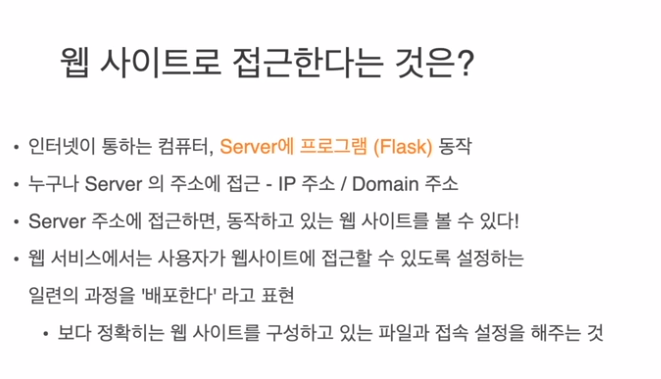 웹 사이트로 접근한다는 것은?
• 인터넷이 통하는 컴퓨터, Server에 프로그램 (Flask) 동작
• 누구나 Server 의 주소에 접근 - IP 주소 / Domain 주소
• Server 주소에 접근하면, 동작하고 있는 웹 사이트를 볼 수 있다!
• 웹 서비스에서는 사용자가 웹사이트에 접근할 수 있도록 설정하는
일련의 과정을 '배포한다' 라고 표현
• 보다 정확히는 웹 사이트를 구성하고 있는 파일과 접속 설정을 해주는 것